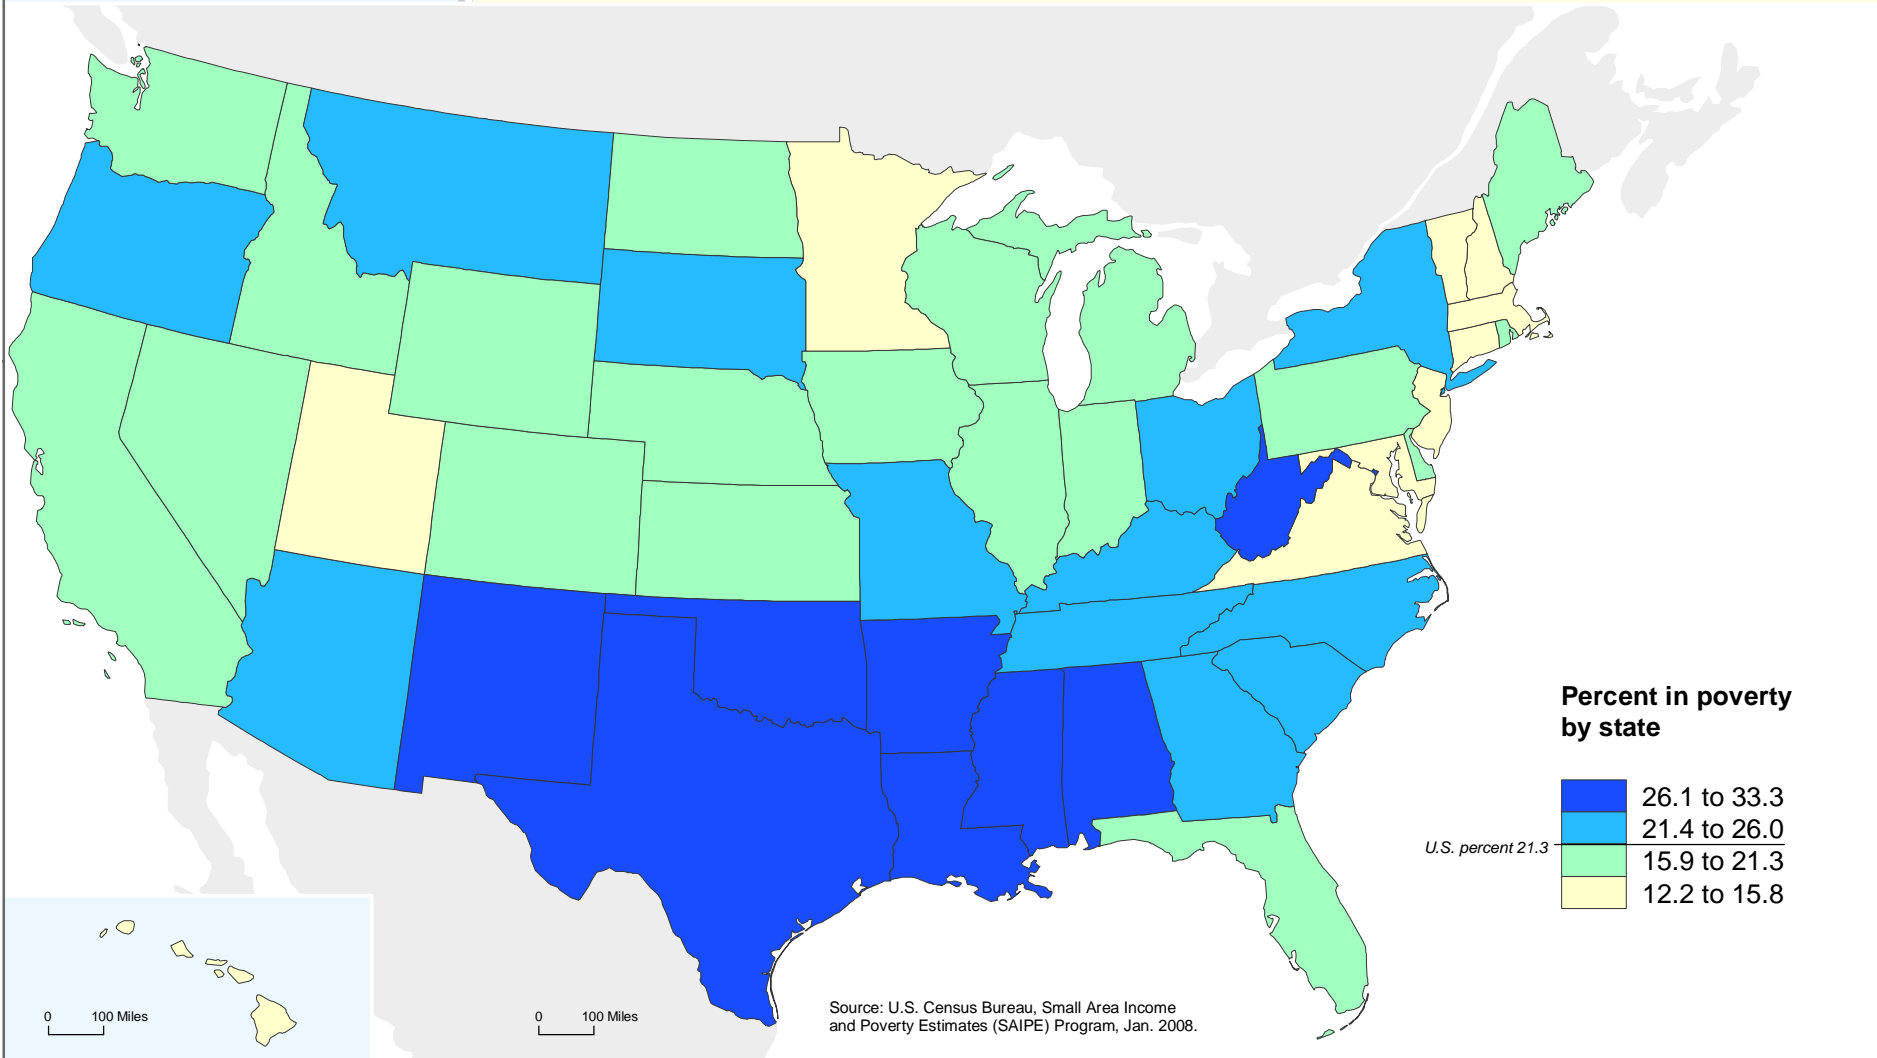 Percent in poverty
by state
26.1 to 33.3
21.4 to 26.0
U.S. percent 21.3
15.9 to 21.3
12.2 to 15.8
0 100 Miles
0 100 Miles
Source: U.S. Census Bureau, Small Area Income
and Poverty Estimates (SAIPE) Program, Jan. 2008.